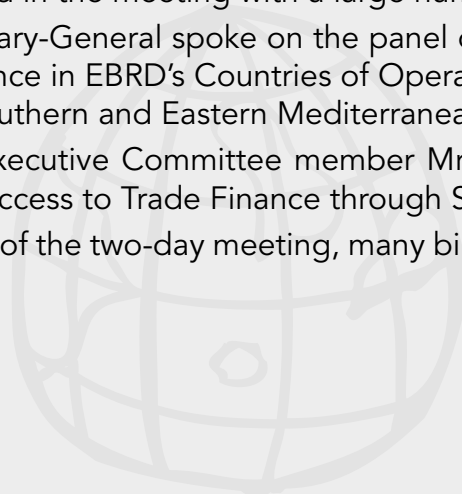 in the meeting with a large
ary-General spoke on the panel
nce in EBRD's Countries of Opera
uthern and Eastern Mediterranea
xecutive Committee member Mr
ccess to Trade Finance through S
of the two-day meeting, many bi